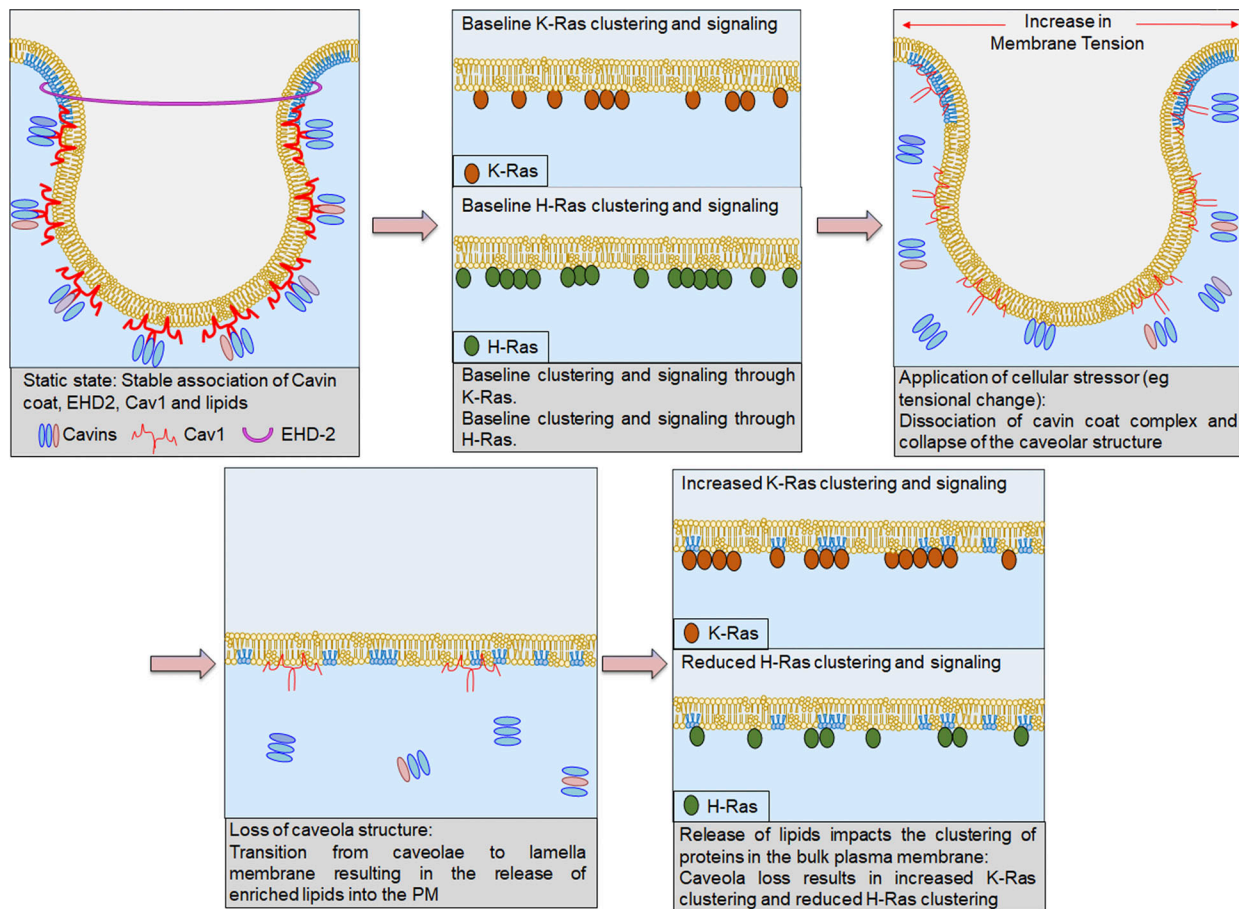 Static state: Stable association of Cavin
coat, EHD2, Cav1 and lipids
Cavins
Cav1
EHD-2
Baseline K-Ras clustering and signaling
K-Ras
Baseline H-Ras clustering and signaling
H-Ras
Baseline clustering and signaling through
K-Ras.
Baseline clustering and signaling through
H-Ras.
Increase in
Membrane Tension
Application of cellular stressor (eg
tensional change):
Dissociation of cavin coat complex and
collapse of the caveolar structure
Loss of caveola structure:
Transition from caveolae to lamella
membrane resulting in the release of
enriched lipids into the PM
Increased K-Ras clustering and signaling
K-Ras
Reduced H-Ras clustering and signaling
H-Ras
Release of lipids impacts the clustering of
proteins in the bulk plasma membrane:
Caveola loss results in increased K-Ras
clustering and reduced H-Ras clustering